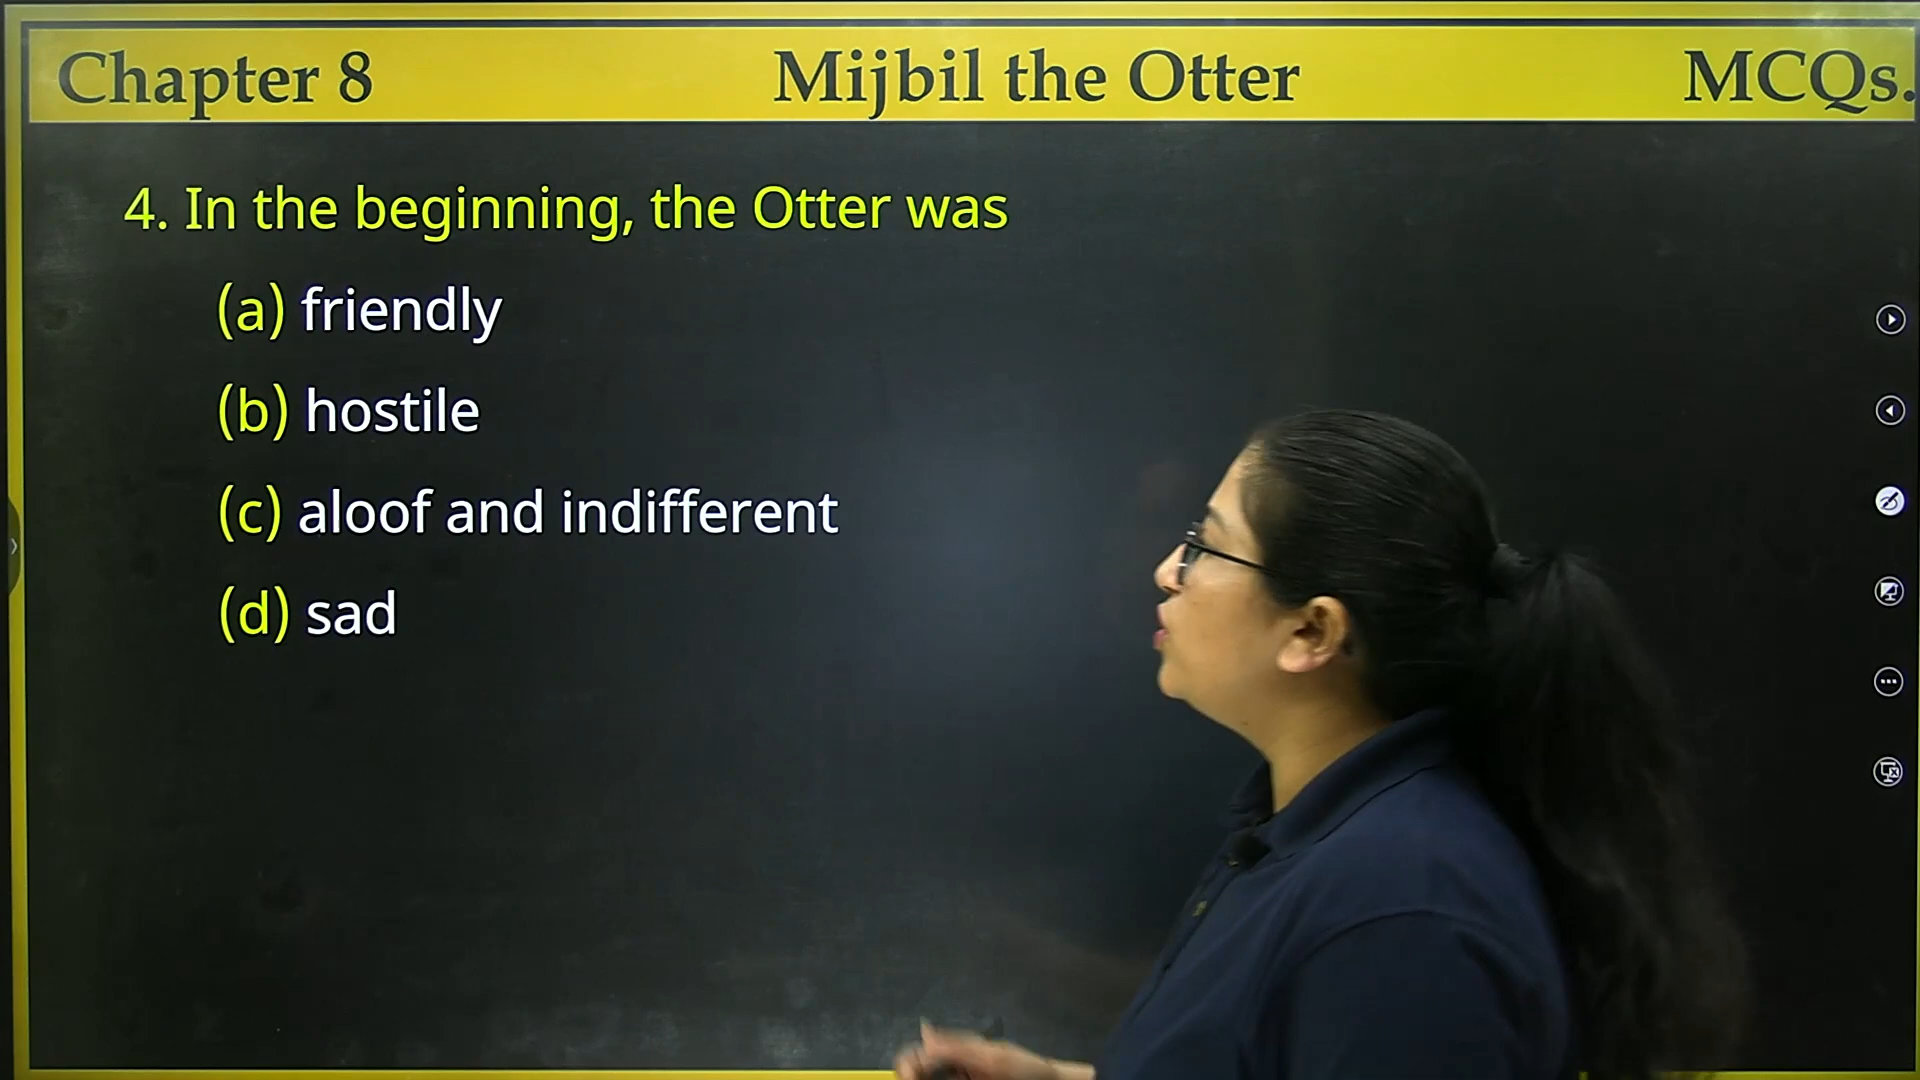 Chapter 8 Mijbil the Otter MCQs.
4. In the beginning, the Otter was
(a) friendly
(b) hostile
(c) aloof and indifferent
(d) sad